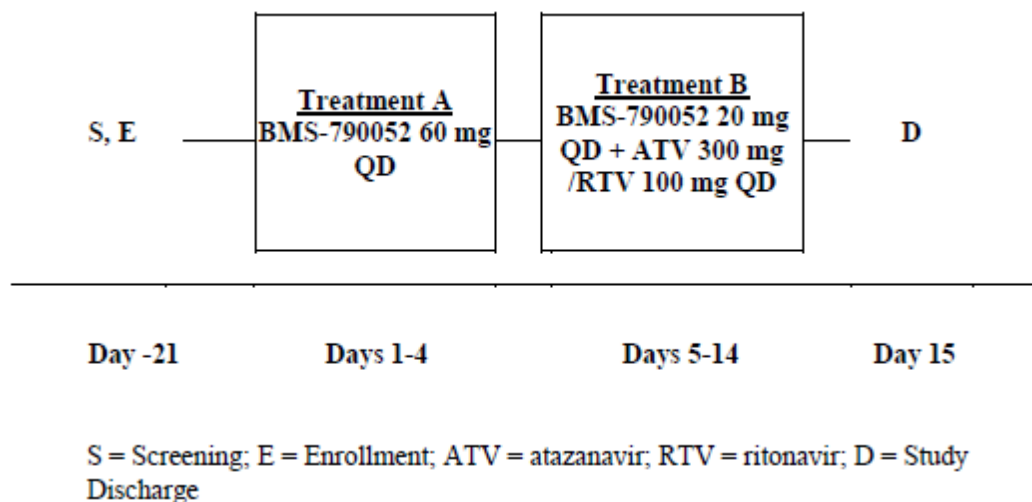 Treatment A
BMS-790052 60 mg
QD
Treatment B
BMS-790052 20 mg
QD + ATV 300 mg
/RTV 100 mg QD
S, E
D
Day -21
Days 1-4
Days 5-14
Day 15
S = Screening; E = Enrollment; ATV = atazanavir; RTV = ritonavir; D = Study
Discharge